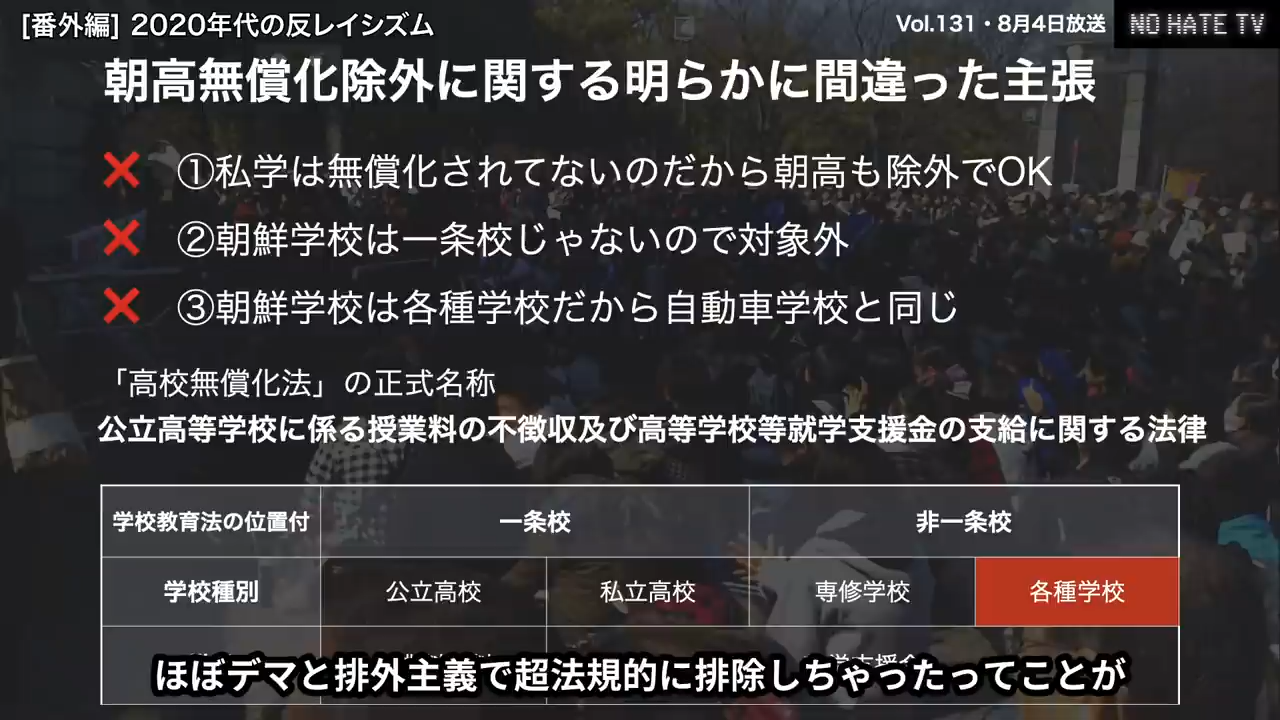 [番外編] 2020年代の反レイシズム
Vol.131・8月4日放送
NO HATE TV
朝高無償化除外に関する明らかに間違った主張
❌ ①私学は無償化されてないのだから朝高も除外でOK
❌ ②朝鮮学校は一条校じゃないので対象外
❌ ③朝鮮学校は各種学校だから自動車学校と同じ
「高校無償化法」の正式名称
公立高等学校に係る授業料の不徴収及び高等学校等就学支援金の支給に関する法律
学校教育法の位置付 一条校 非一条校
学校種別 公立高校 私立高校 専修学校 各種学校
ほぼデマと排外主義で超法規的に排除しちゃったってことが